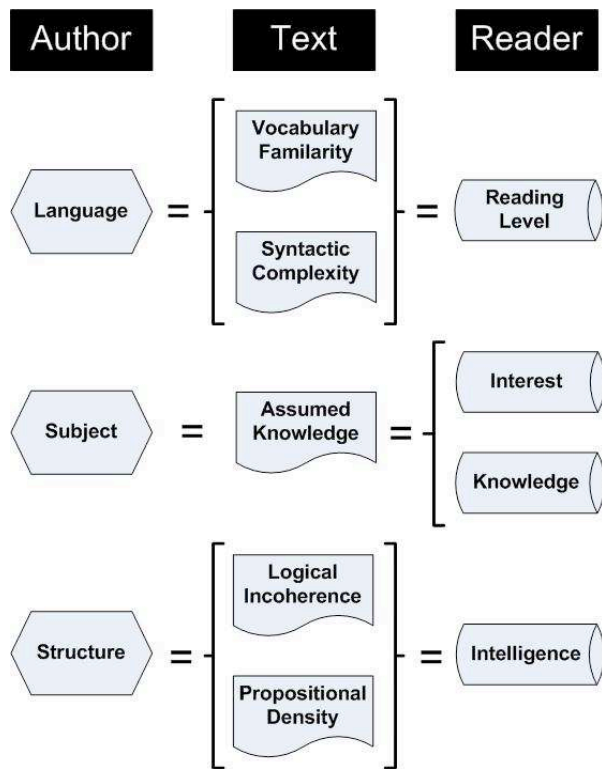 Author
Text
Reader
Language
=
Vocabulary
Familarity
Syntactic
Complexity
=
Reading
Level
Subject
=
Assumed
Knowledge
=
Interest
Knowledge
Structure
=
Logical
Incoherence
Propositional
Density
=
Intelligence